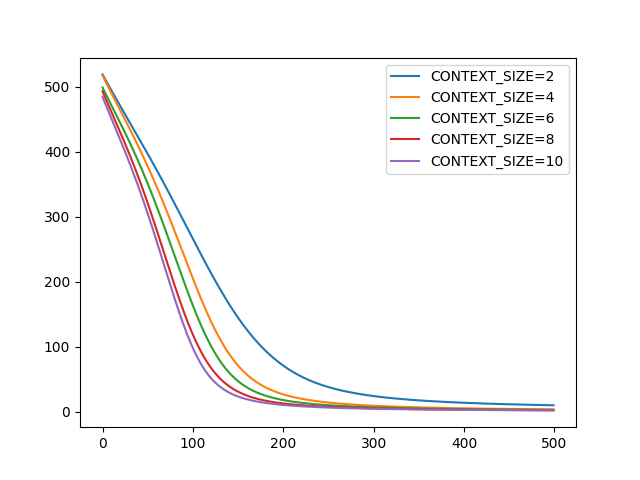 CONTEXT_SIZE=2
CONTEXT_SIZE=4
CONTEXT_SIZE=6
CONTEXT_SIZE=8
CONTEXT_SIZE=10
500
400
300
200
100
0
0 100 200 300 400 500